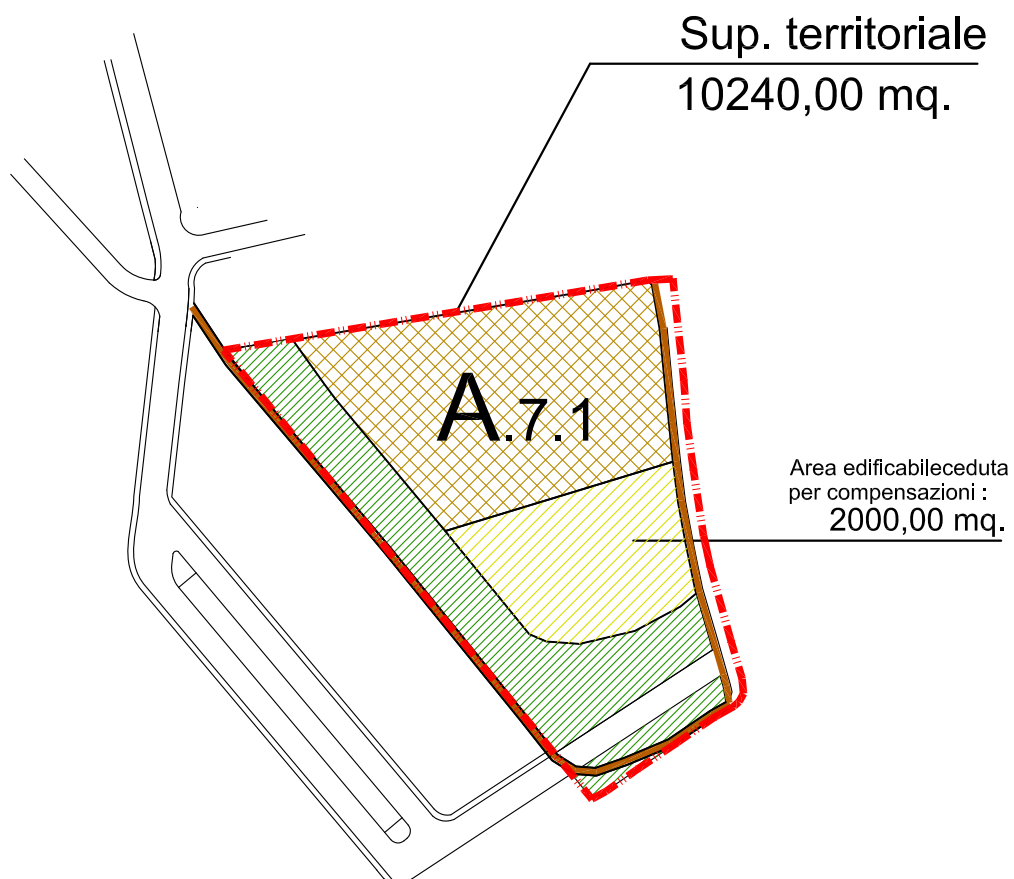 Sup. territoriale
10240,00 mq.
A.7.1
Area edificabileceduta
per compensazioni :
2000,00 mq.